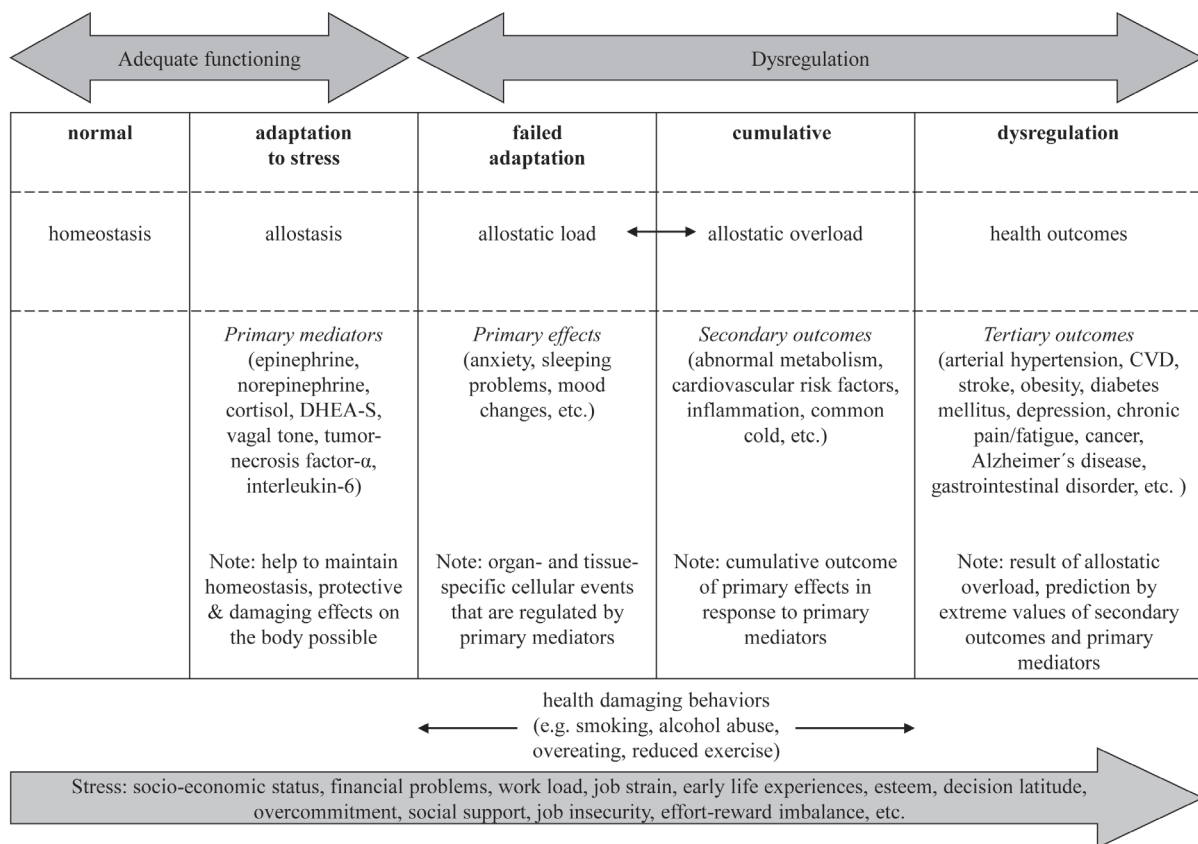 Adequate functioning
Dysregulation
normal
adaptation
to stress
failed
adaptation
cumulative
dysregulation
homeostasis
allostasis
allostatic load
allostatic overload
health outcomes
Primary mediators
(epinephrine,
norepinephrine,
cortisol, DHEA-S,
vagal tone, tumor-
necrosis factor-α,
interleukin-6)
Primary effects
(anxiety, sleeping
problems, mood
changes, etc.)
Secondary outcomes
(abnormal metabolism,
cardiovascular risk factors,
inflammation, common
cold, etc.)
Tertiary outcomes
(arterial hypertension, CVD,
stroke, obesity, diabetes
mellitus, depression, chronic
pain/fatigue, cancer,
Alzheimer´s disease,
gastrointestinal disorder, etc. )
Note: help to maintain
homeostasis, protective
& damaging effects on
the body possible
Note: organ- and tissue-
specific cellular events
that are regulated by
primary mediators
Note: cumulative outcome
of primary effects in
response to primary
mediators
Note: result of allostatic
overload, prediction by
extreme values of secondary
outcomes and primary
mediators
health damaging behaviors
(e.g. smoking, alcohol abuse,
overeating, reduced exercise)
Stress: socio-economic status, financial problems, work load, job strain, early life experiences, esteem, decision latitude,
overcommitment, social support, job insecurity, effort-reward imbalance, etc.